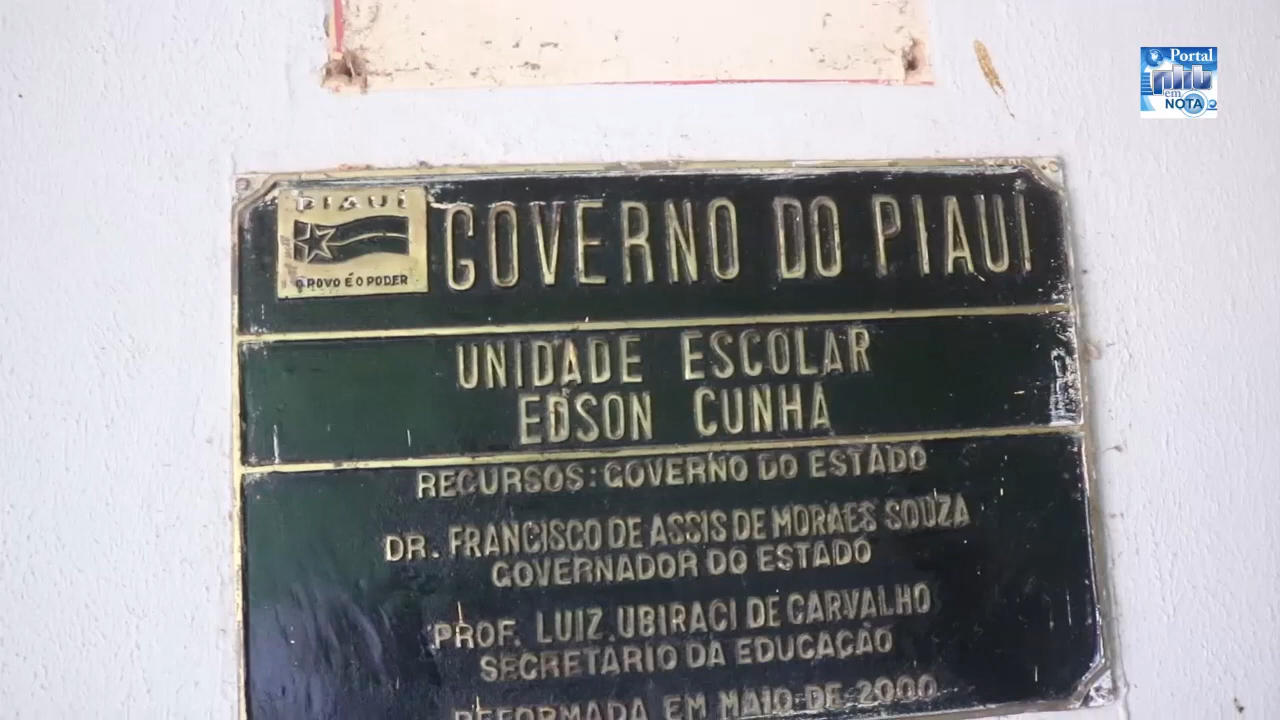 Portal
phb
em
NOTA
PIAUÍ
O POVO É O PODER
GOVERNO DO PIAUÍ
UNIDADE ESCOLAR
EDSON CUNHA
RECURSOS: GOVERNO DO ESTADO
DR. FRANCISCO DE ASSIS DE MORAES SOUZA
GOVERNADOR DO ESTADO
PROF. LUIZ. UBIRACI DE CARVALHO
SECRETÁRIO DA EDUCAÇÃO
REFORMADA EM MAIO DE 2000